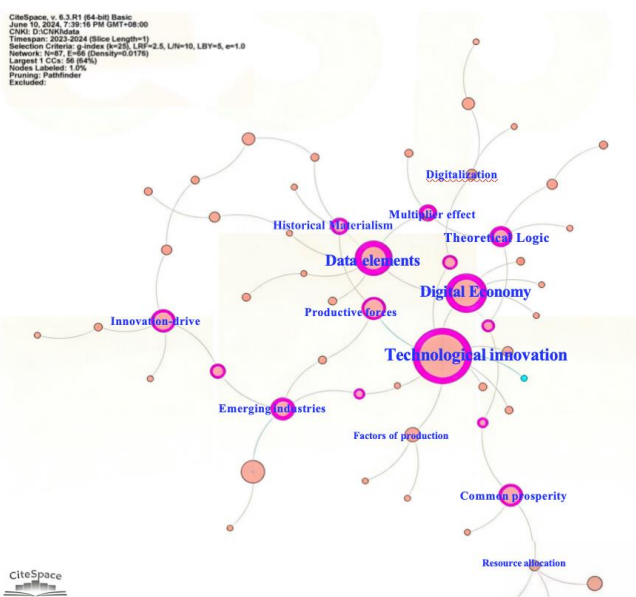 CiteSpace, v. 6.3.R1 (64-bit) Basic
June 10, 2024, 7:39:16 PM GMT+08:00
CNKI: D:\CNKI\data
Timespan: 2023-2024 (Slice Length=1)
Selection Criteria: g-index (k=25), LRF=2.5, L/N=10, LBY=5, e=1.0
Network: N=87, E=66 (Density=0.0176)
Largest 1 CCs: 56 (64%)
Nodes Labeled: 1.0%
Pruning: Pathfinder
Excluded:
Digitalization
Multiplier effect
Historical Materialism
Theoretical Logic
Data elements
Digital Economy
Productive forces
Innovation-drive
Technological innovation
Emerging industries
Factors of production
Common prosperity
Resource allocation
CiteSpace